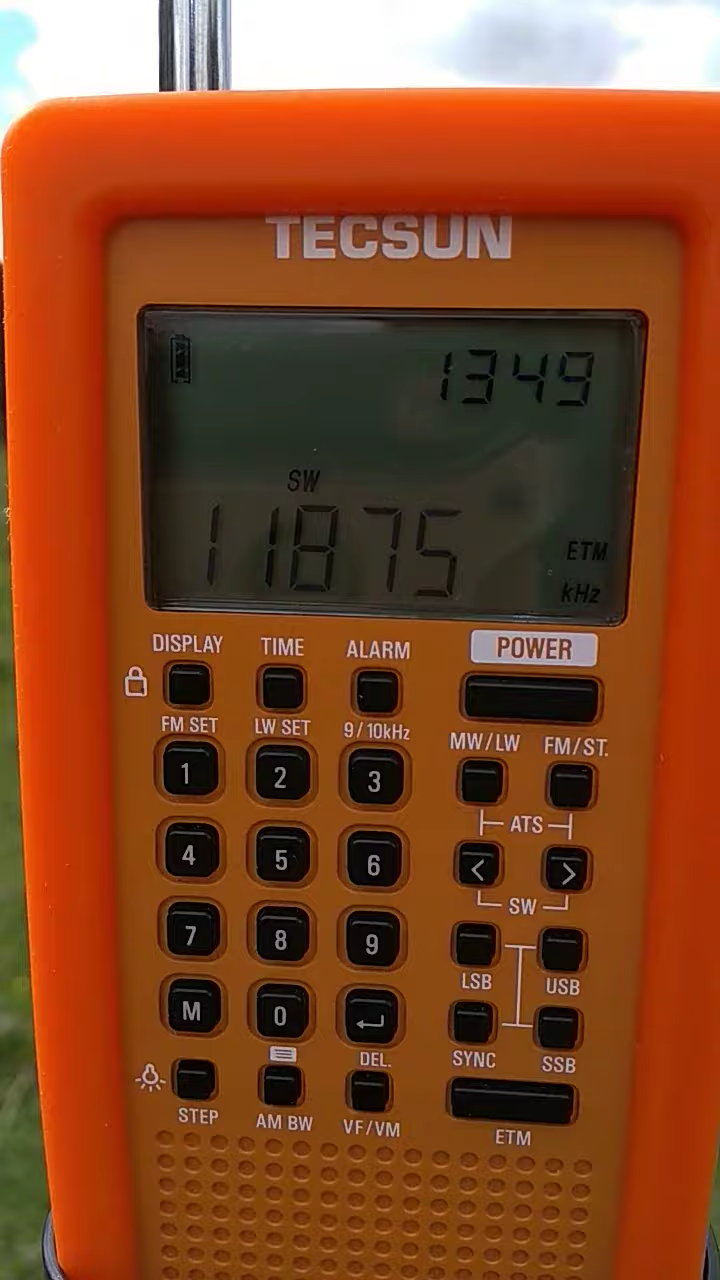 TECSUN
1349
SW
11875
ETM
kHz
DISPLAY TIME ALARM POWER
FM SET LW SET 9/10kHz
MW/LW FM/ST.
1 2 3
ATS
4 5 6 < >
SW
7 8 9
LSB USB
M 0
SYNC SSB
DEL.
STEP AM BW VF/VM
ETM